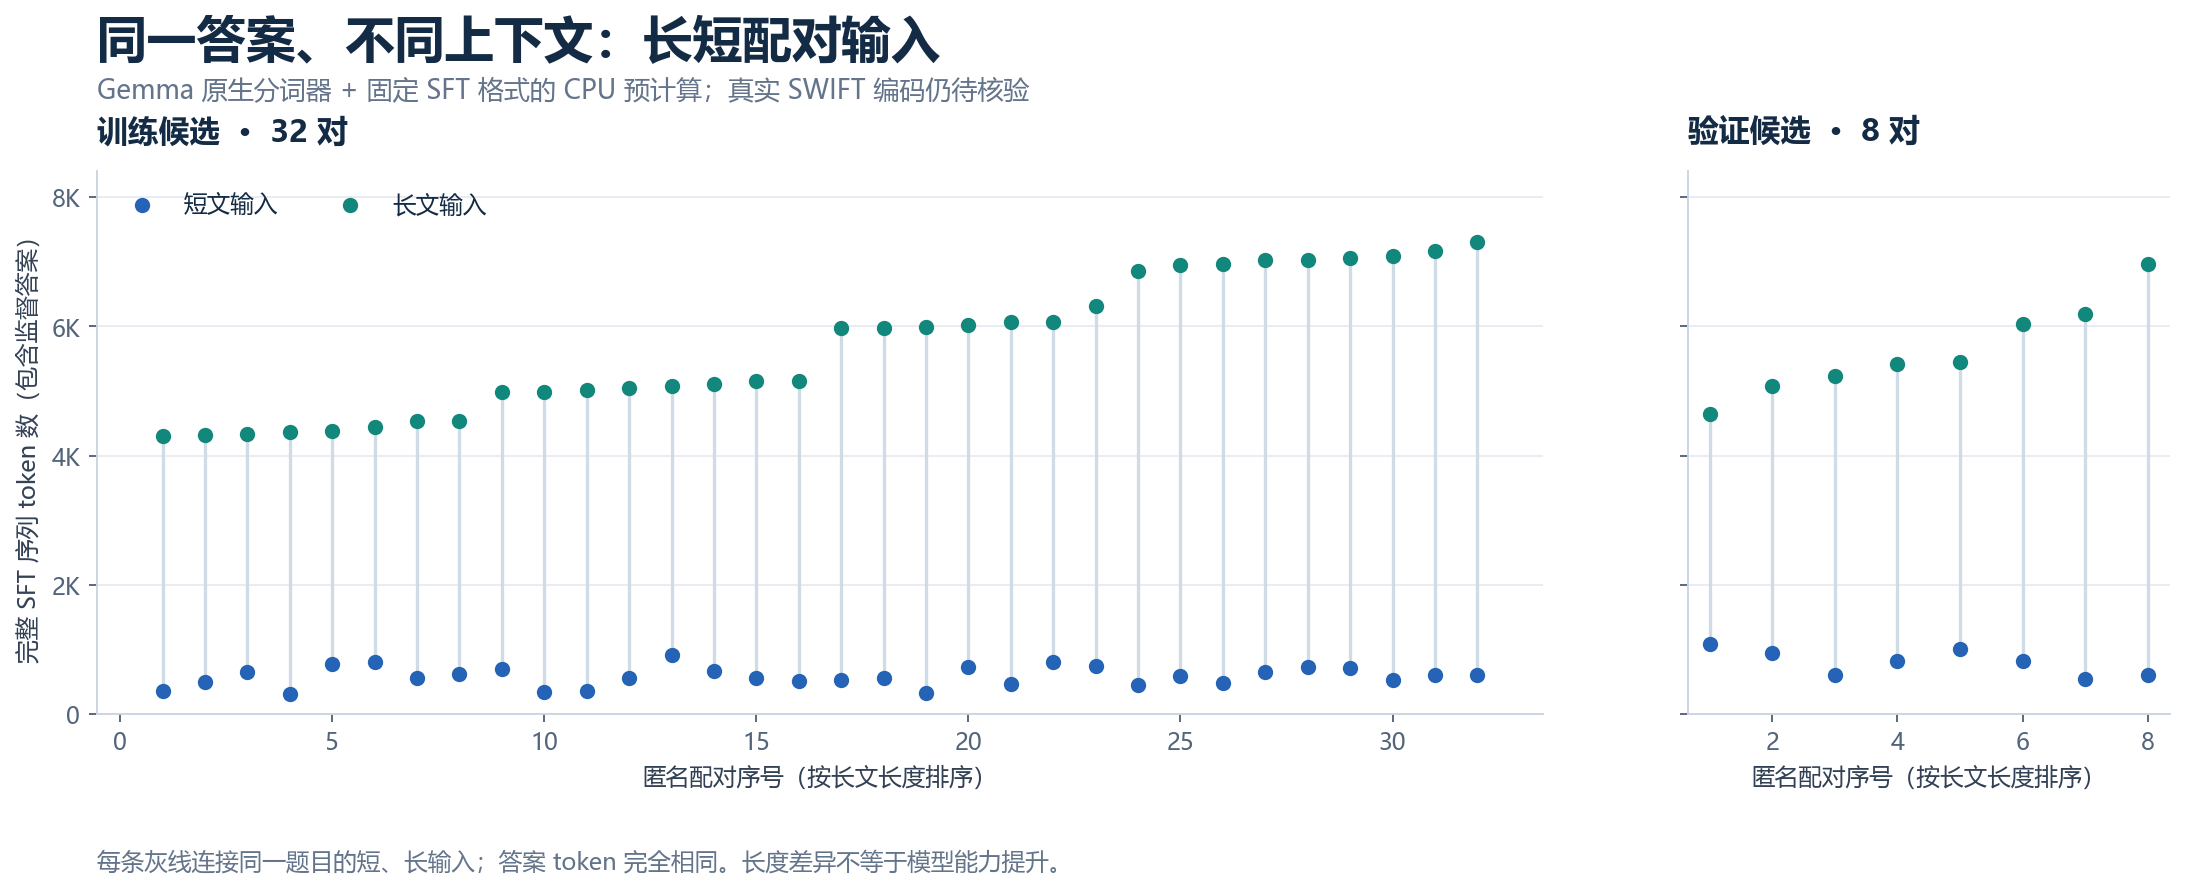 同一答案、不同上下文：长短配对输入
Gemma 原生分词器 + 固定 SFT 格式的 CPU 预计算；真实 SWIFT 编码仍待核验
训练候选 · 32 对
短文输入
长文输入
完整 SFT 序列 token 数（包含监督答案）
8K
6K
4K
2K
0
0 5 10 15 20 25 30
匿名配对序号（按长文长度排序）
验证候选 · 8 对
2 4 6 8
匿名配对序号（按长文长度排序）
每条灰线连接同一题目的短、长输入；答案 token 完全相同。长度差异不等于模型能力提升。